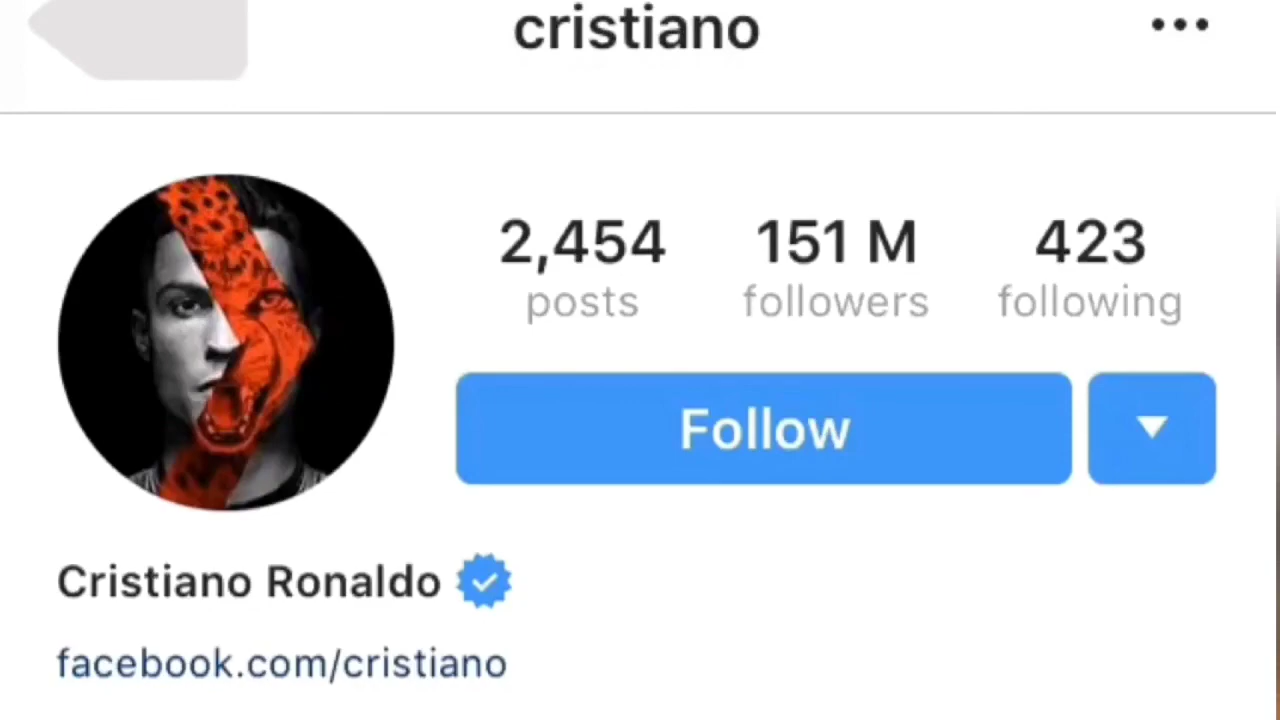 cristiano
2,454 151 M 423
posts followers following
Follow
Cristiano Ronaldo
facebook.com/cristiano